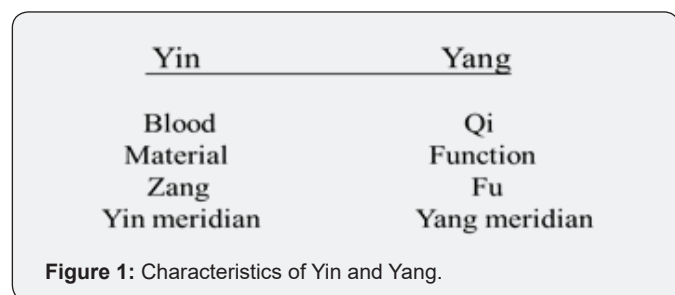 Yin Yang
Blood Qi
Material Function
Zang Fu
Yin meridian Yang meridian
Figure 1: Characteristics of Yin and Yang.